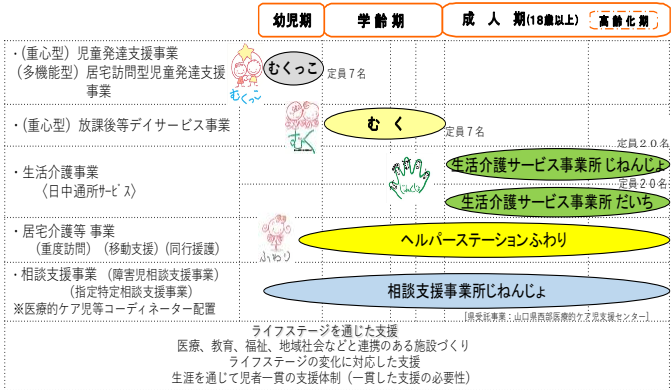 幼児期
学齢期
成人期(18歳以上)
高齢化期
・(重心型) 児童発達支援事業
(多機能型) 居宅訪問型児童発達支援
事業
むくっこ
むくっこ
定員7名
・(重心型) 放課後等デイサービス事業
むく
むく
定員7名
定員20名
・生活介護事業
〈日中通所ｻｰﾋﾞｽ〉
じねんじょ
生活介護サービス事業所 じねんじょ
定員20名
生活介護サービス事業所 だいち
・居宅介護等 事業
(重度訪問) (移動支援) (同行援護)
ふわり
ヘルパーステーションふわり
・相談支援事業 (障害児相談支援事業)
(指定特定相談支援事業)
※医療的ケア児等コーディネーター配置
相談支援事業所じねんじょ
[県受託事業：山口県西部医療的ケア児支援センター]
ライフステージを通じた支援
医療、教育、福祉、地域社会などと連携のある施設づくり
ライフステージの変化に対応した支援
生涯を通じて児者一貫の支援体制 (一貫した支援の必要性)